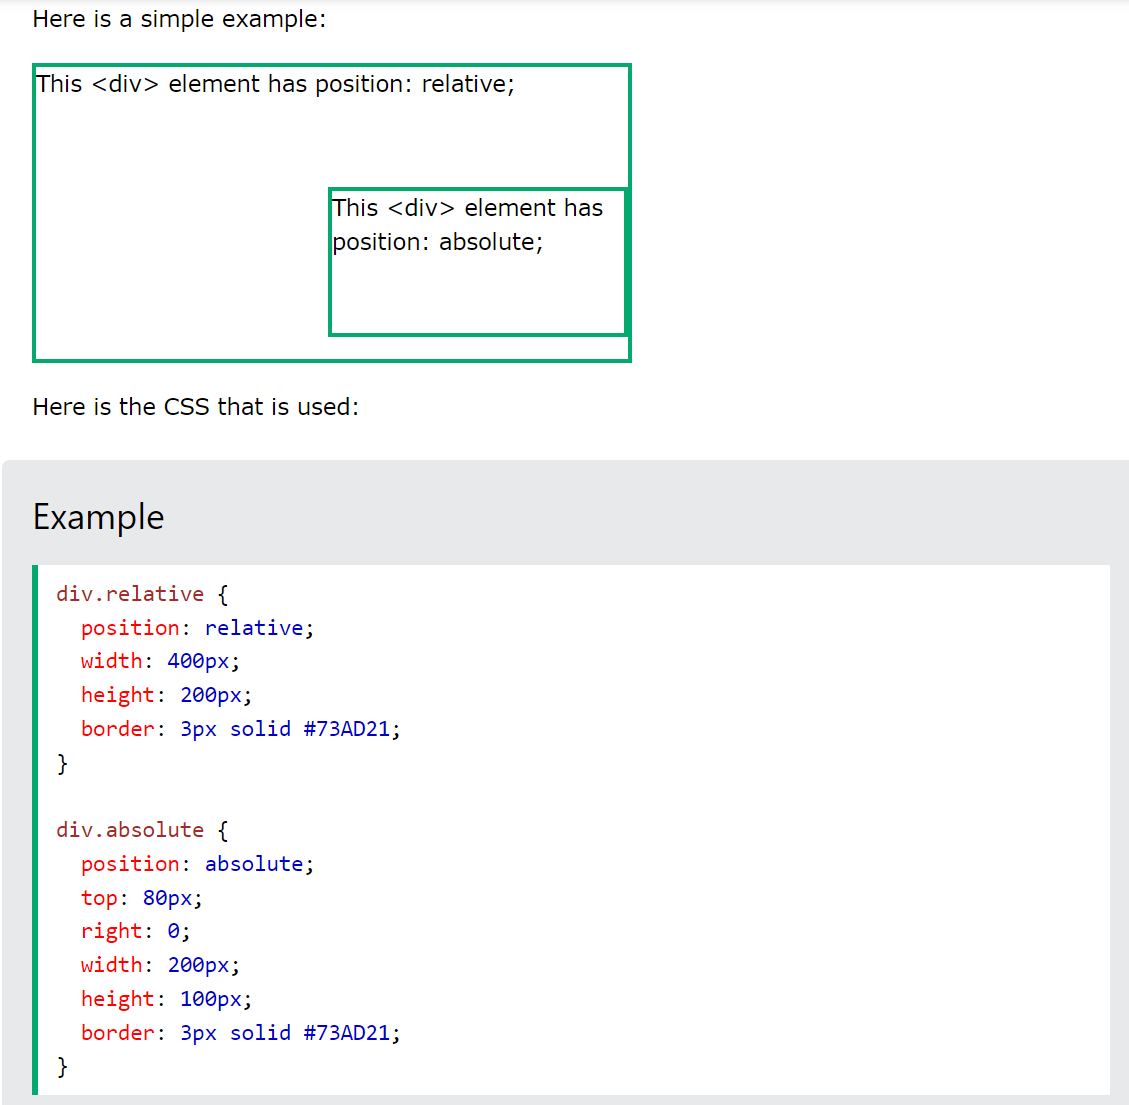 Here is a simple example:
This <div> element has position: relative;
This <div> element has
position: absolute;
Here is the CSS that is used:
Example
div.relative {
  position: relative;
  width: 400px;
  height: 200px;
  border: 3px solid #73AD21;
}
div.absolute {
  position: absolute;
  top: 80px;
  right: 0;
  width: 200px;
  height: 100px;
  border: 3px solid #73AD21;
}